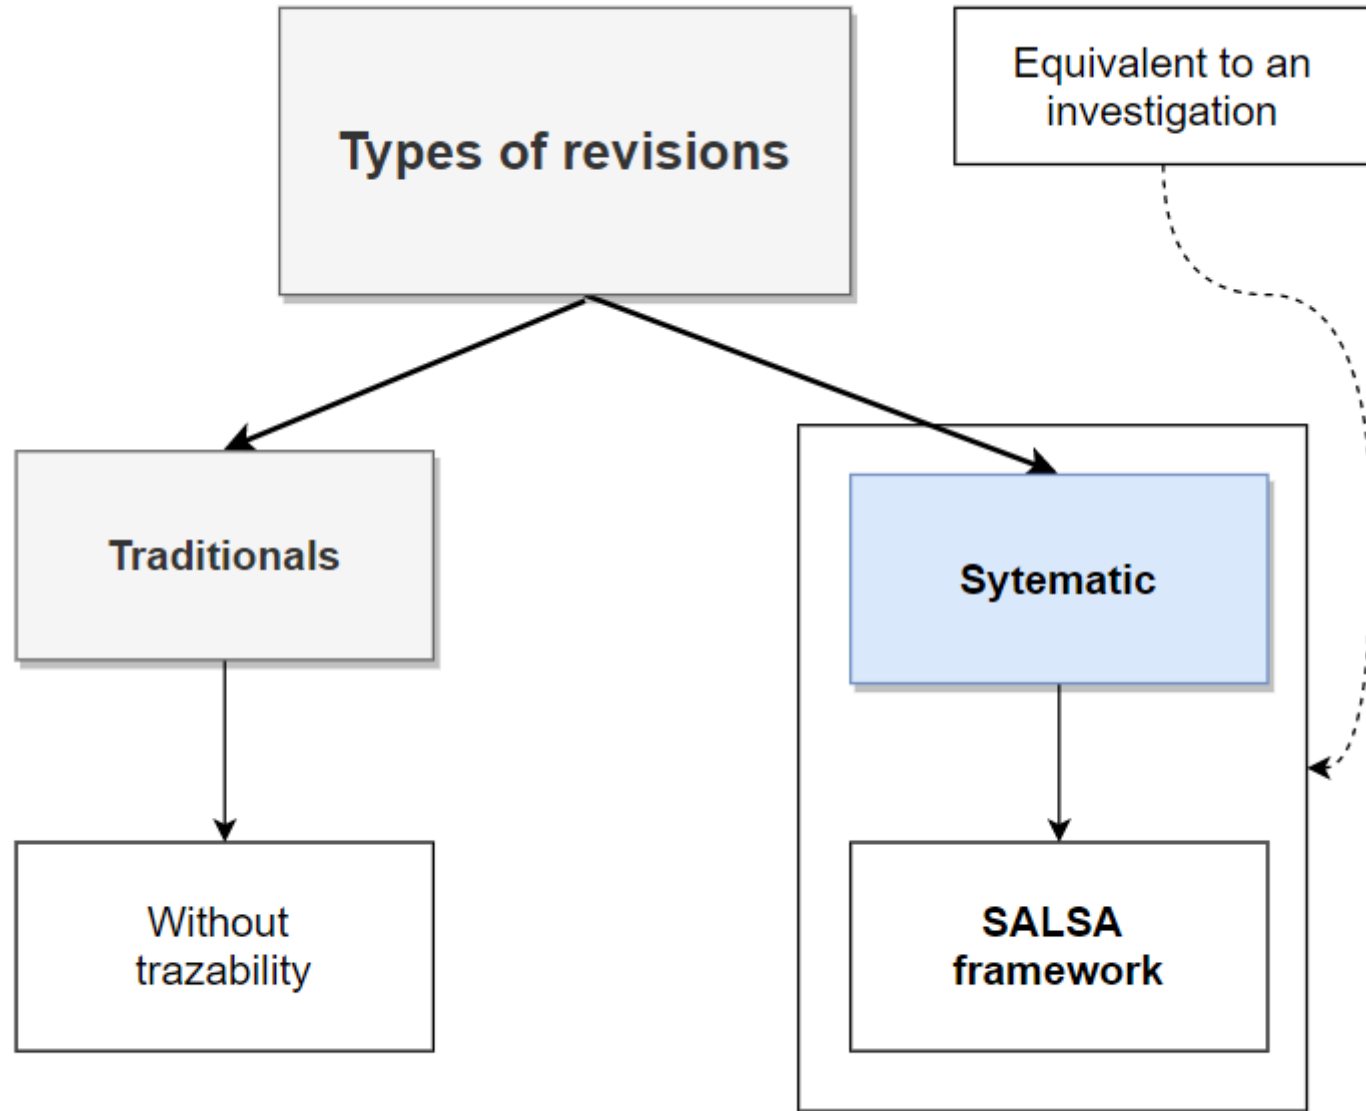 Types of revisions
Equivalent to an
investigation
Traditionals
Sytematic
Without
trazability
SALSA
framework